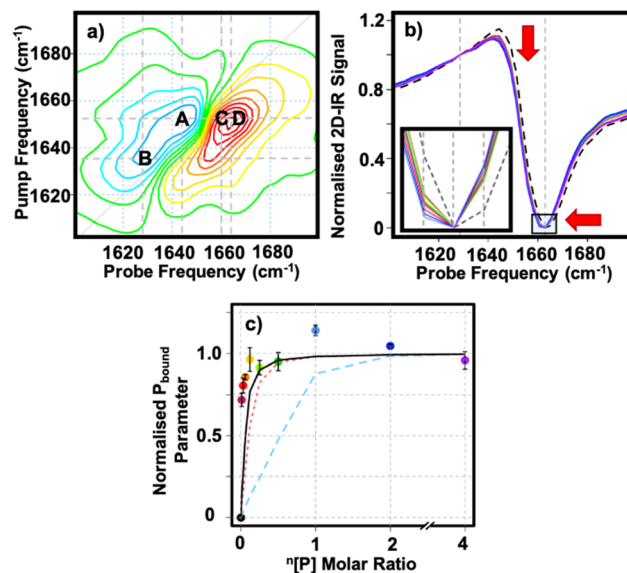 a)
Pump Frequency (cm⁻¹)
1680
1660
1640
1620
A
B
C D
1620 1640 1660 1680
Probe Frequency (cm⁻¹)
b)
Normalised 2D-IR Signal
1.2
0.8
0.4
0
1620 1640 1660 1680
Probe Frequency (cm⁻¹)
c)
Normalised P_bound
Parameter
1.0
0.5
0
0 1 2 4
ⁿ[P] Molar Ratio